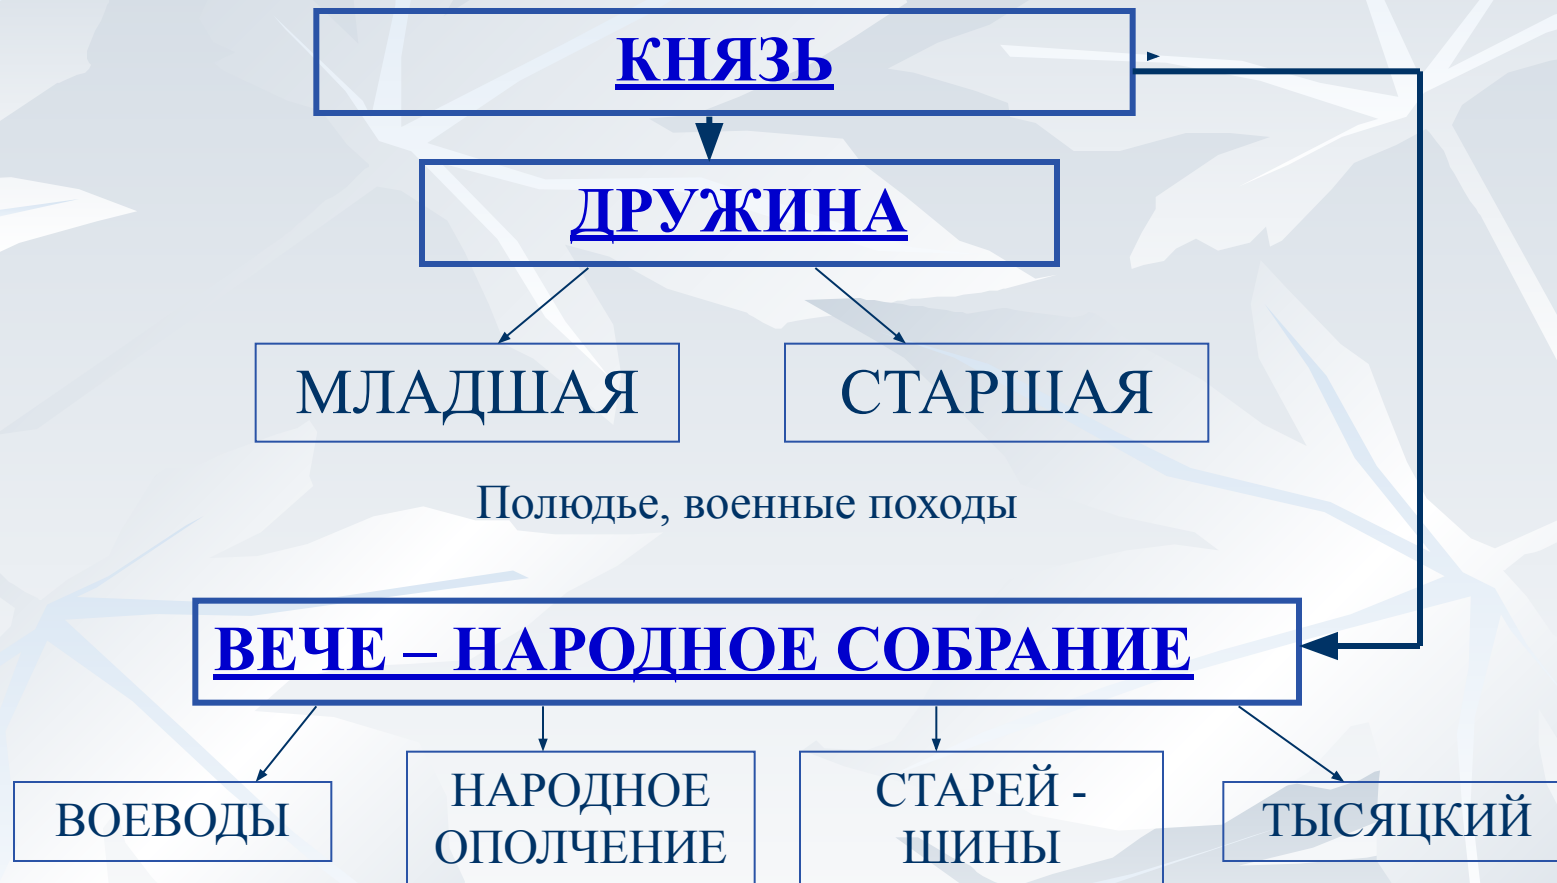 КНЯЗЬ
ДРУЖИНА
МЛАДШАЯ
СТАРШАЯ
Полюдье, военные походы
ВЕЧЕ – НАРОДНОЕ СОБРАНИЕ
ВОЕВОДЫ
НАРОДНОЕ
ОПОЛЧЕНИЕ
СТАРЕЙ -
ШИНЫ
ТЫСЯЦКИЙ